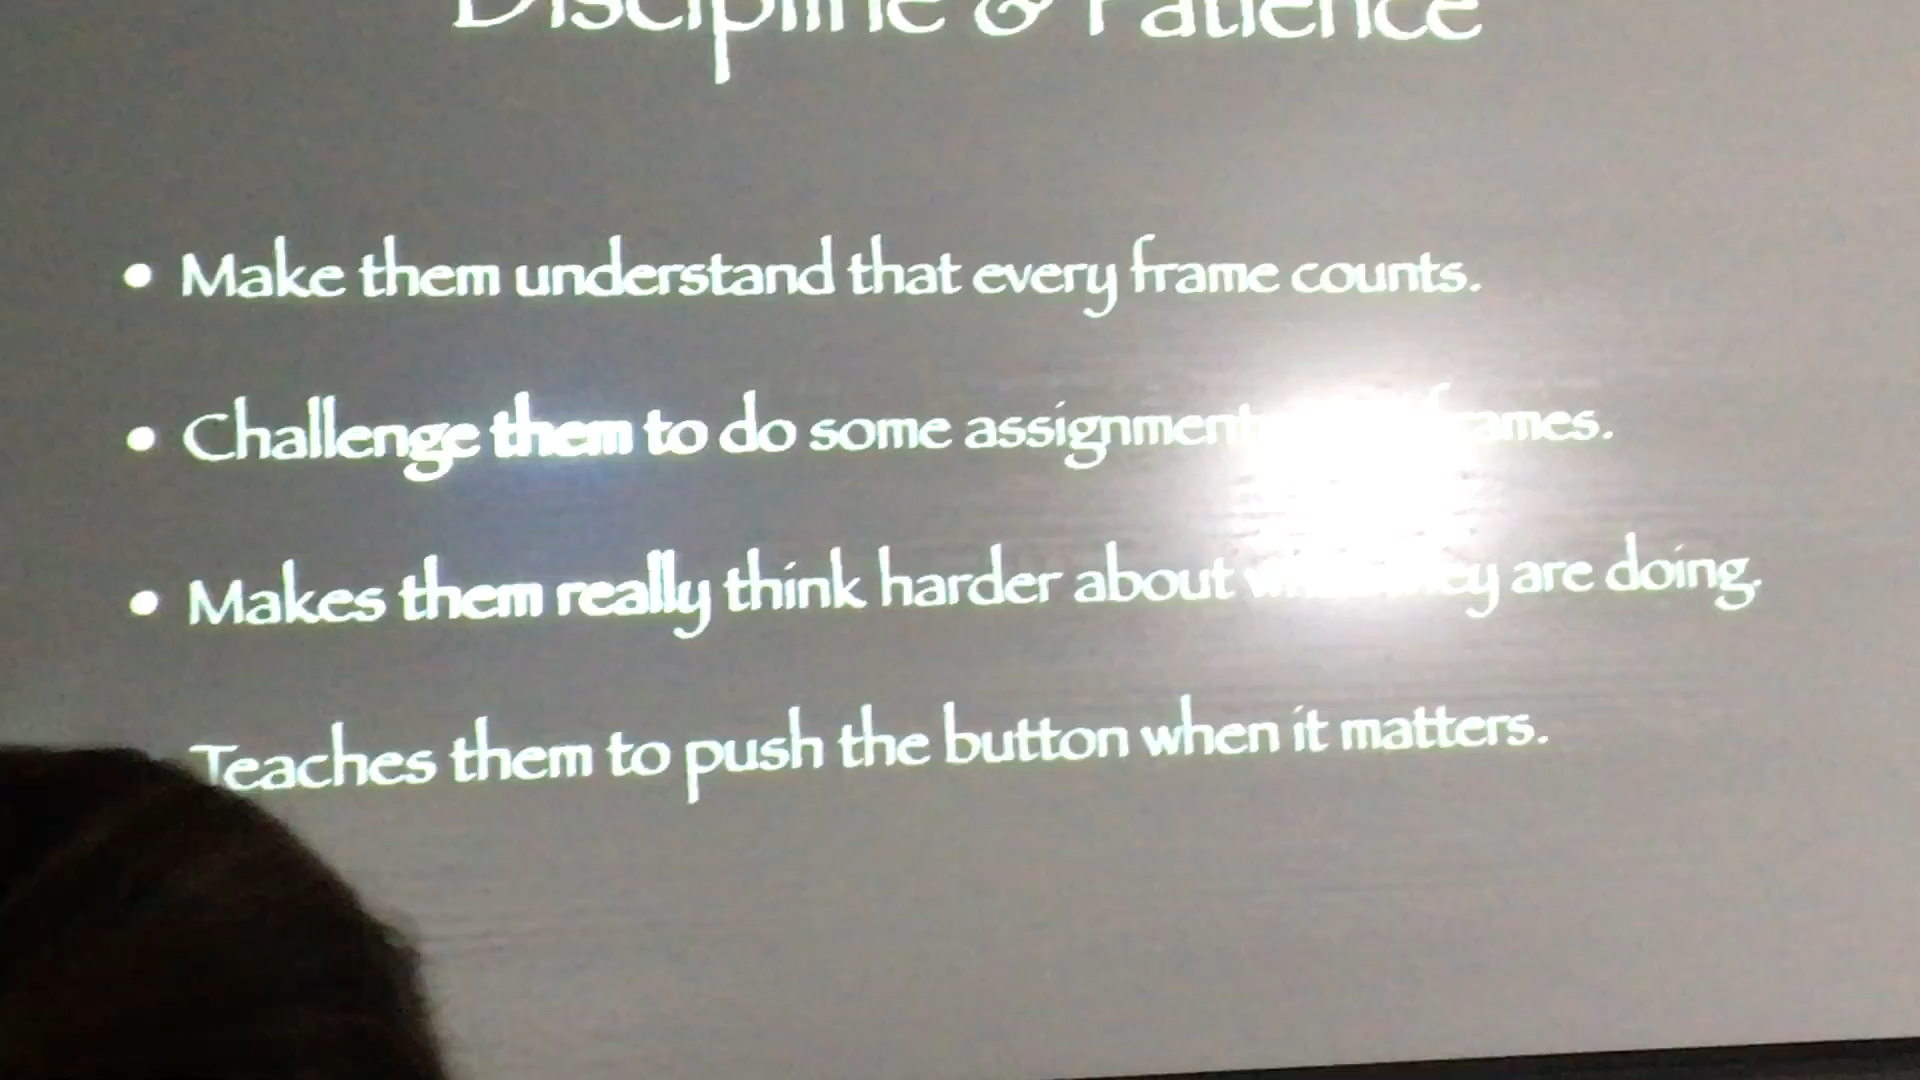 Discipline & Patience
• Make them understand that every frame counts.
• Challenge them to do some assignment frames.
• Makes them really think harder about they are doing.
Teaches them to push the button when it matters.